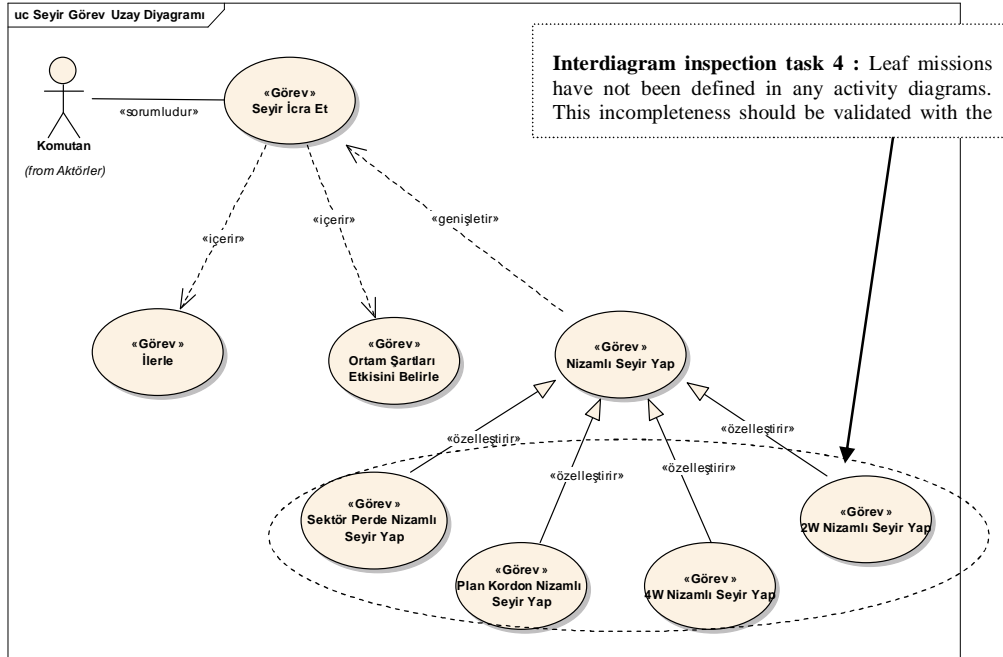 uc Seyir Görev Uzay Diyagramı
Interdiagram inspection task 4 : Leaf missions
have not been defined in any activity diagrams.
This incompleteness should be validated with the
Komutan
(from Aktörler)
«sorumludur»
«Görev»
Seyir İcra Et
«içerir»
«içerir»
«genişletir»
«Görev»
İlerle
«Görev»
Ortam Şartları
Etkisini Belirle
«Görev»
Nizamlı Seyir Yap
«özelleştirir»
«özelleştirir»
«özelleştirir»
«özelleştirir»
«Görev»
Sektör Perde Nizamlı
Seyir Yap
«Görev»
Plan Kordon Nizamlı
Seyir Yap
«Görev»
4W Nizamlı Seyir Yap
«Görev»
2W Nizamlı Seyir Yap